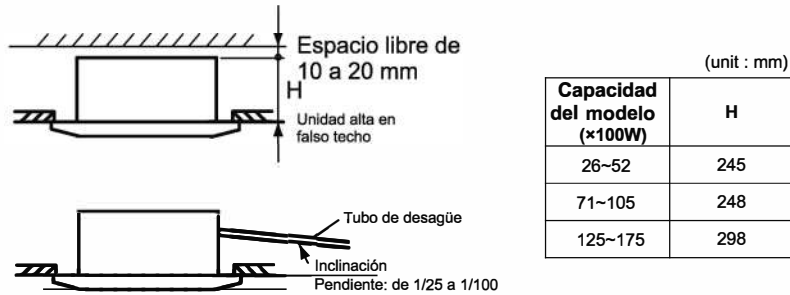 Espacio libre de
10 a 20 mm
H
Unidad alta en
falso techo
(unit : mm)
Capacidad
del modelo
(×100W)
H
26~52
245
71~105
248
125~175
298
Tubo de desagüe
Inclinación
Pendiente: de 1/25 a 1/100